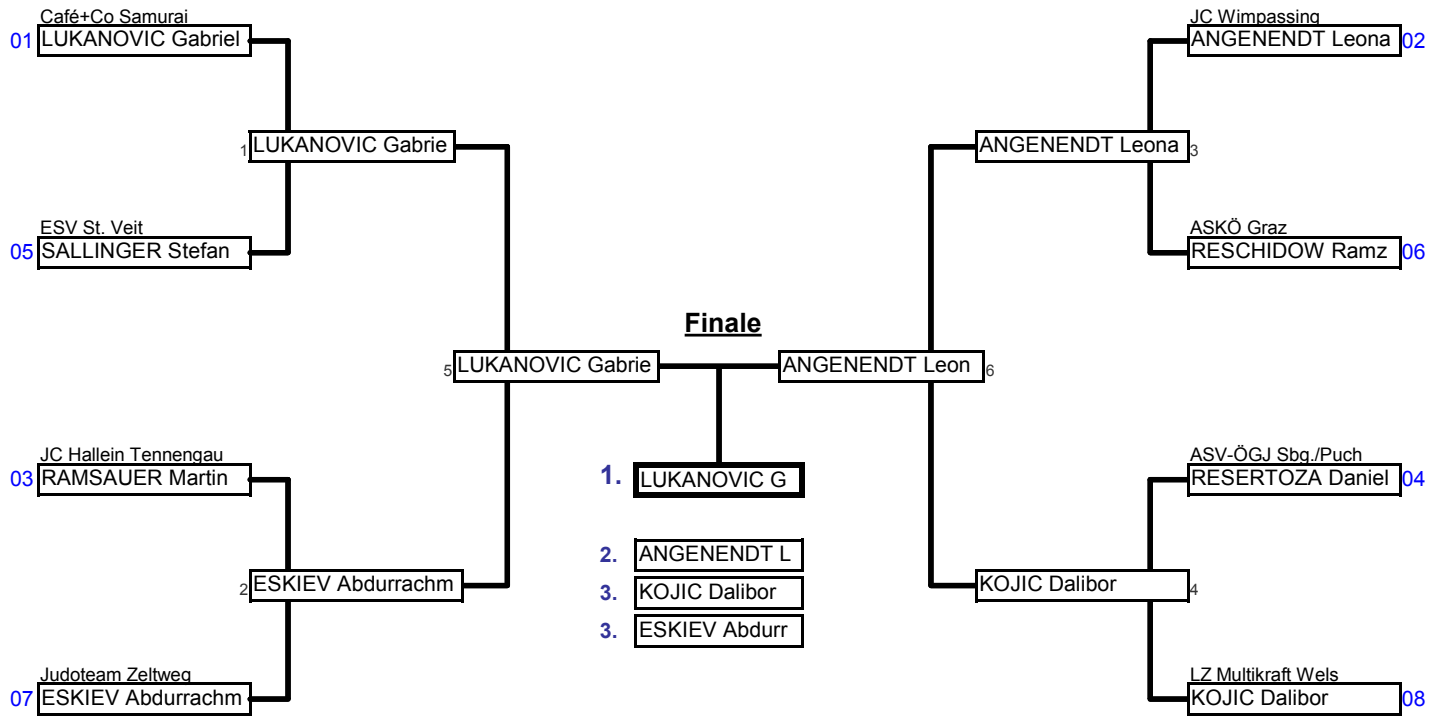 Café+Co Samurai
01 LUKANOVIC Gabriel
JC Wimpassing
ANGENENDT Leona 02
1 LUKANOVIC Gabrie
ANGENENDT Leona 3
ESV St. Veit
05 SALLINGER Stefan
ASKÖ Graz
RESCHIDOW Ramz 06
Finale
5 LUKANOVIC Gabrie
ANGENENDT Leon 6
JC Hallein Tennengau
03 RAMSAUER Martin
1. LUKANOVIC G
ASV-ÖGJ Sbg./Puch
RESERTOZA Daniel 04
2. ANGENENDT L
2 ESKIEV Abdurrachm
3. KOJIC Dalibor
KOJIC Dalibor 4
3. ESKIEV Abdurr
Judoteam Zeltweg
07 ESKIEV Abdurrachm
LZ Multikraft Wels
KOJIC Dalibor 08